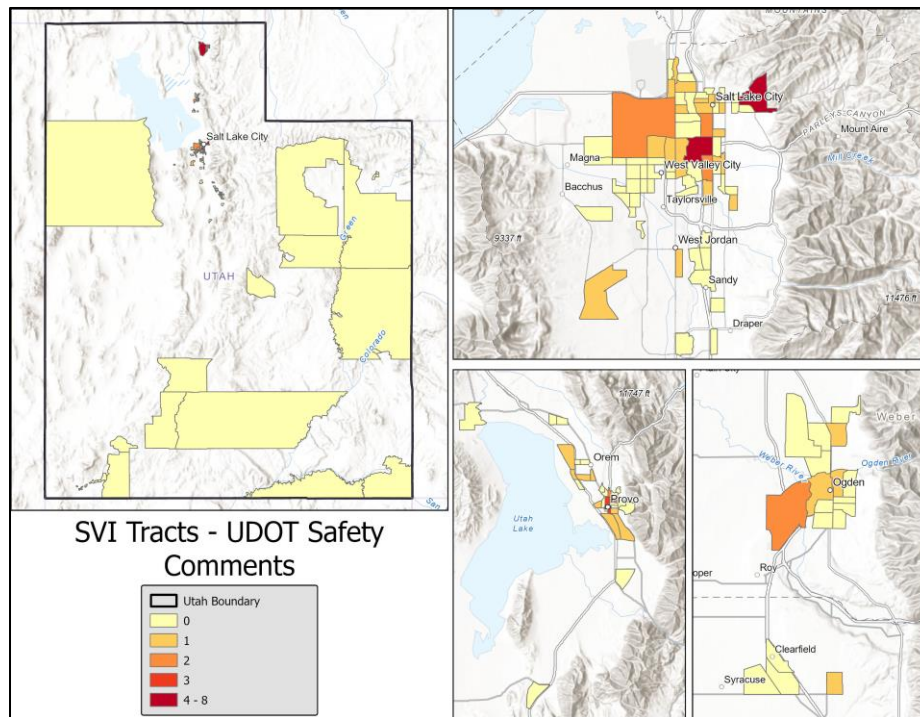 Salt Lake City
Green
UTAH
Colorado
San
SVI Tracts - UDOT Safety
Comments
Utah Boundary
0
1
2
3
4 - 8
MOUNTAINS
Salt Lake City
PARLEYS CANYON
Mount Aire
Mill Creek
Magna
West Valley City
Bacchus
Taylorsville
9337 ft
West Jordan
Sandy
11476 ft
Draper
11747 ft
Orem
Provo
Utah
Lake
Weber
Weber River
Ogden River
Ogden
Roy
ooper
Clearfield
Syracuse